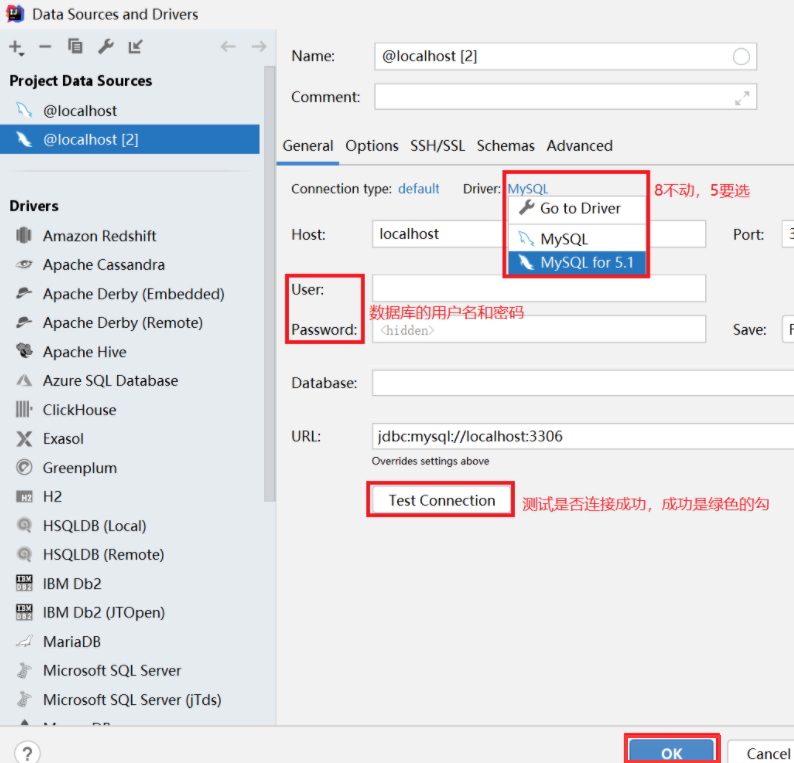 Data Sources and Drivers
Project Data Sources
@localhost
@localhost [2]
Drivers
Amazon Redshift
Apache Cassandra
Apache Derby (Embedded)
Apache Derby (Remote)
Apache Hive
Azure SQL Database
ClickHouse
Exasol
Greenplum
H2
HSQLDB (Local)
HSQLDB (Remote)
IBM Db2
IBM Db2 (JTOpen)
MariaDB
Microsoft SQL Server
Microsoft SQL Server (jTds)
Name: @localhost [2]
Comment:
General Options SSH/SSL Schemas Advanced
Connection type: default Driver: MySQL 8不动，5要选
Go to Driver
MySQL
MySQL for 5.1
Host: localhost Port: 3
User:
数据库的用户名和密码
Password: <hidden> Save:
Database:
URL: jdbc:mysql://localhost:3306
Overrides settings above
Test Connection 测试是否连接成功，成功是绿色的勾
?
OK Cancel